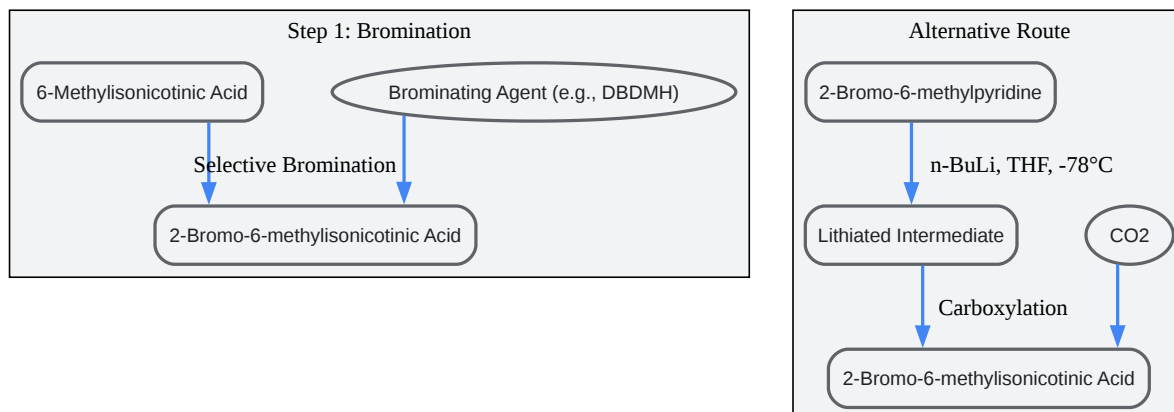 Step 1: Bromination
6-Methylisonicotinic Acid
Brominating Agent (e.g., DBDMH)
Selective Bromination
2-Bromo-6-methylisonicotinic Acid
Alternative Route
2-Bromo-6-methylpyridine
n-BuLi, THF, -78°C
Lithiated Intermediate
CO2
Carboxylation
2-Bromo-6-methylisonicotinic Acid